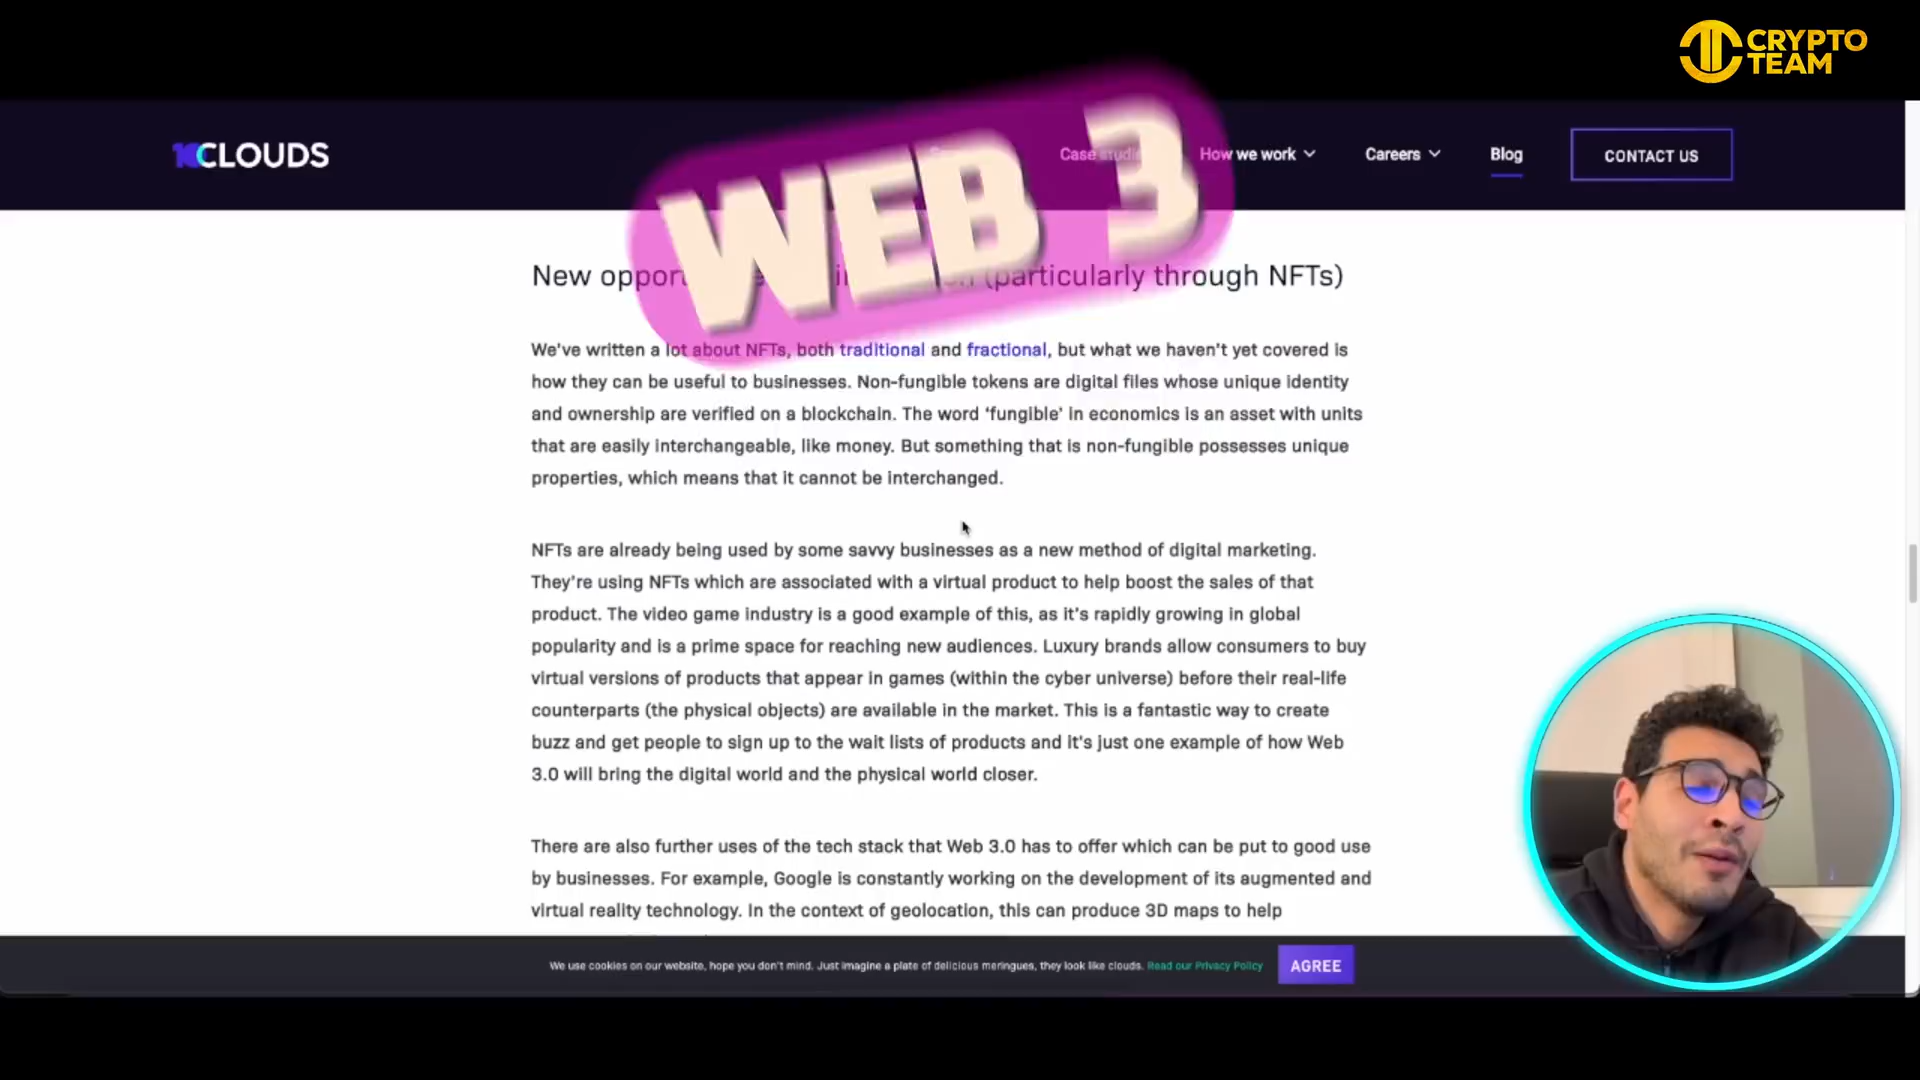 CRYPTO
TEAM
10CLOUDS
Case studi
How we work
Careers
Blog
CONTACT US
WEB 3
New opport (particularly through NFTs)
We've written a lot about NFTs, both traditional and fractional, but what we haven't yet covered is
how they can be useful to businesses. Non-fungible tokens are digital files whose unique identity
and ownership are verified on a blockchain. The word ‘fungible’ in economics is an asset with units
that are easily interchangeable, like money. But something that is non-fungible possesses unique
properties, which means that it cannot be interchanged.
NFTs are already being used by some savvy businesses as a new method of digital marketing.
They're using NFTs which are associated with a virtual product to help boost the sales of that
product. The video game industry is a good example of this, as it's rapidly growing in global
popularity and is a prime space for reaching new audiences. Luxury brands allow consumers to buy
virtual versions of products that appear in games (within the cyber universe) before their real-life
counterparts (the physical objects) are available in the market. This is a fantastic way to create
buzz and get people to sign up to the wait lists of products and it's just one example of how Web
3.0 will bring the digital world and the physical world closer.
There are also further uses of the tech stack that Web 3.0 has to offer which can be put to good use
by businesses. For example, Google is constantly working on the development of its augmented and
virtual reality technology. In the context of geolocation, this can produce 3D maps to help
We use cookies on our website, hope you don't mind. Just imagine a plate of delicious meringues, they look like clouds. Read our Privacy Policy
AGREE